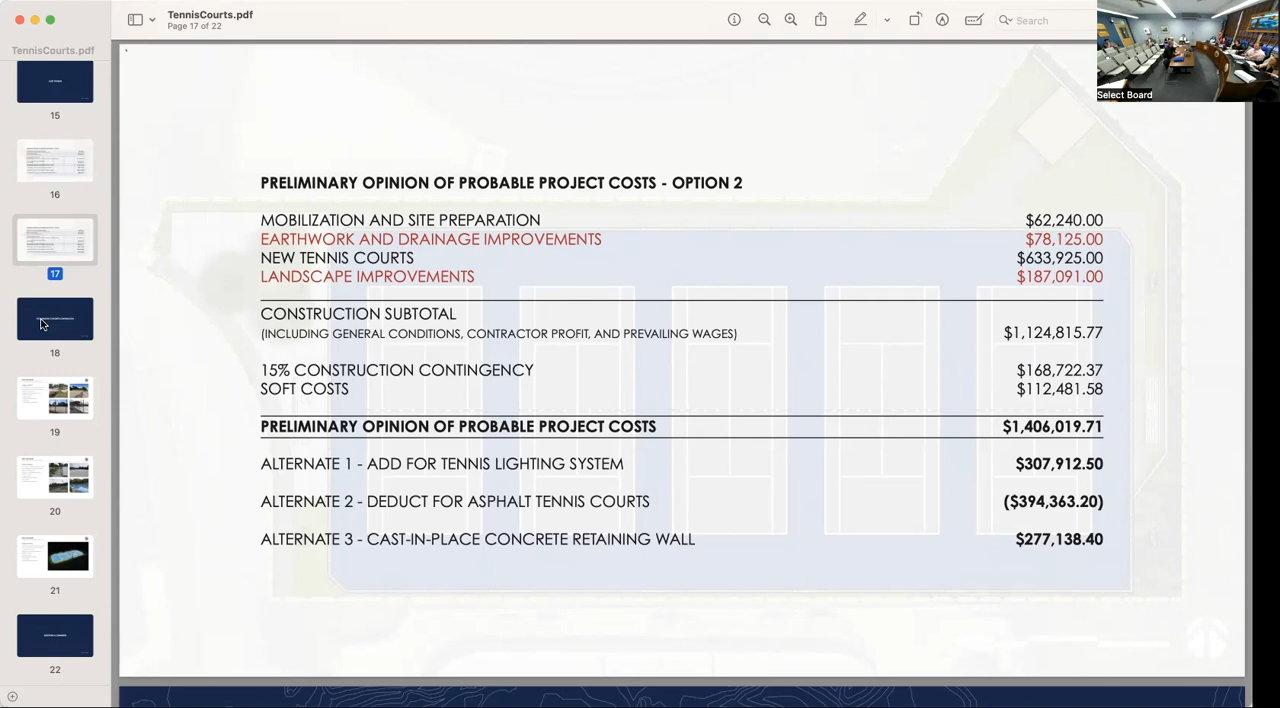 TennisCourts.pdf
Page 17 of 22
Search
Select Board
TennisCourts.pdf
15
16
17
18
19
20
21
22
PRELIMINARY OPINION OF PROBABLE PROJECT COSTS - OPTION 2
MOBILIZATION AND SITE PREPARATION $62,240.00
EARTHWORK AND DRAINAGE IMPROVEMENTS $78,125.00
NEW TENNIS COURTS $633,925.00
LANDSCAPE IMPROVEMENTS $187,091.00
CONSTRUCTION SUBTOTAL
(INCLUDING GENERAL CONDITIONS, CONTRACTOR PROFIT, AND PREVAILING WAGES) $1,124,815.77
15% CONSTRUCTION CONTINGENCY $168,722.37
SOFT COSTS $112,481.58
PRELIMINARY OPINION OF PROBABLE PROJECT COSTS $1,406,019.71
ALTERNATE 1 - ADD FOR TENNIS LIGHTING SYSTEM $307,912.50
ALTERNATE 2 - DEDUCT FOR ASPHALT TENNIS COURTS ($394,363.20)
ALTERNATE 3 - CAST-IN-PLACE CONCRETE RETAINING WALL $277,138.40